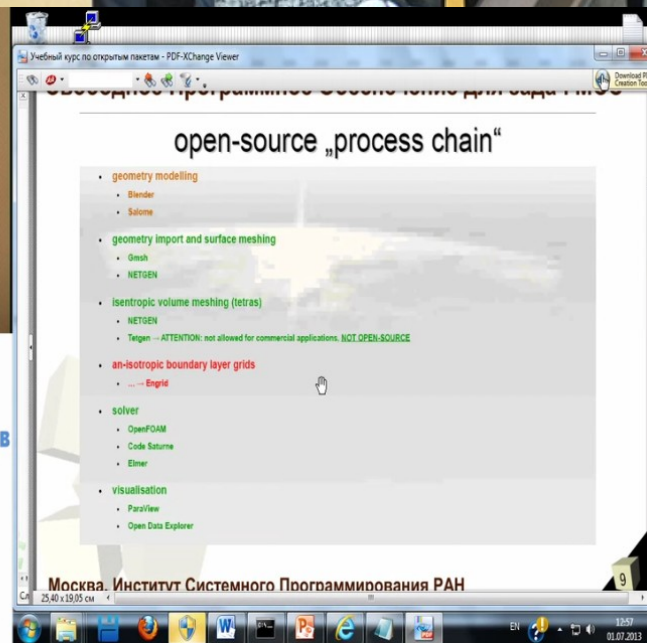 Учебный курс по открытым пакетам - PDF-XChange Viewer
Download
Creation
open-source „process chain“
• geometry modelling
• Blender
• Salome
• geometry import and surface meshing
• Gmsh
• NETGEN
• isentropic volume meshing (tetras)
• NETGEN
• Tetgen → ATTENTION: not allowed for commercial applications, NOT OPEN-SOURCE
• an-isotropic boundary layer grids
• ... → Engrid
• solver
• OpenFOAM
• Code Saturne
• Elmer
• visualisation
• ParaView
• Open Data Explorer
В
Москва, Институт Системного Программирования РАН
9
25,40 x 19,05 см
EN
12:57
01.07.2013